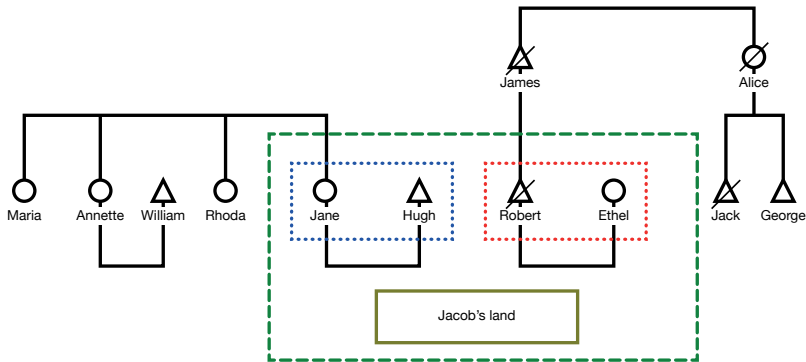 James
Alice
Maria
Annette
William
Rhoda
Jane
Hugh
Robert
Ethel
Jack
George
Jacob’s land